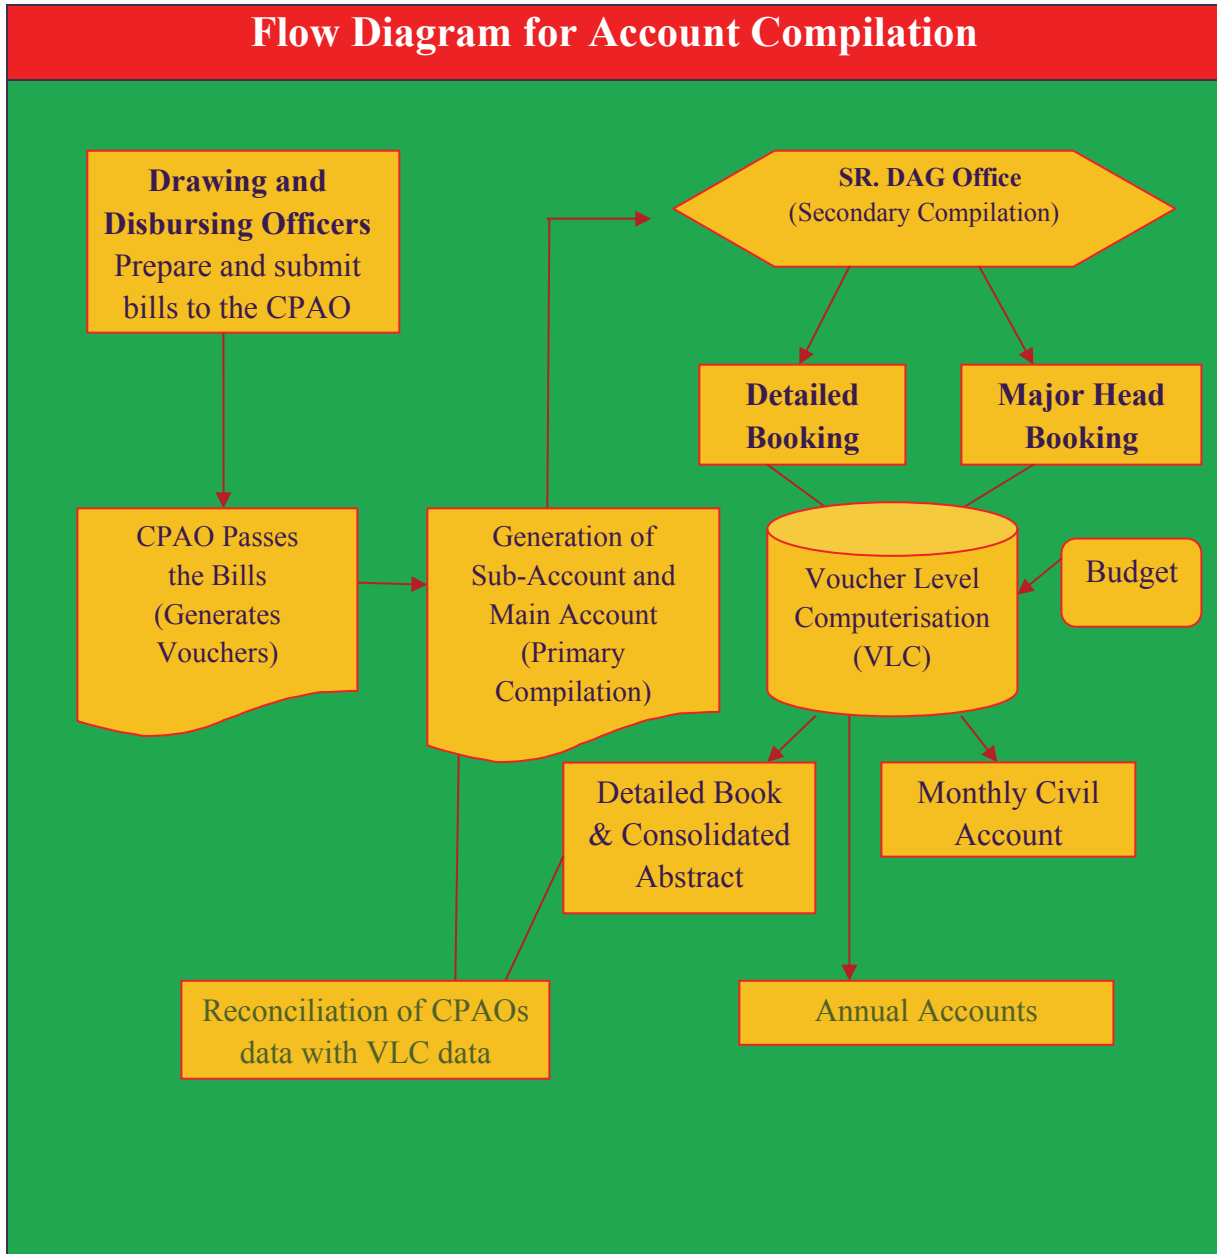 Flow Diagram for Account Compilation
Drawing and
Disbursing Officers
Prepare and submit
bills to the CPAO
SR. DAG Office
(Secondary Compilation)
Detailed
Booking
Major Head
Booking
CPAO Passes
the Bills
(Generates
Vouchers)
Generation of
Sub-Account and
Main Account
(Primary
Compilation)
Voucher Level
Computerisation
(VLC)
Budget
Detailed Book
& Consolidated
Abstract
Monthly Civil
Account
Reconciliation of CPAOs
data with VLC data
Annual Accounts